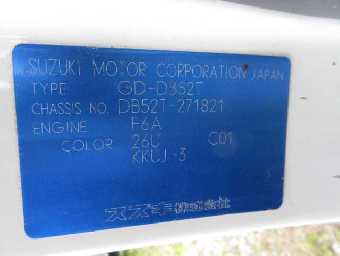 SUZUKI MOTOR CORPORATION JAPAN
TYPE GD-DB52T
CHASSIS NO. DB52T-271821
ENGINE F6A
COLOR 26U C01
KKUJ-3
スズキ株式会社